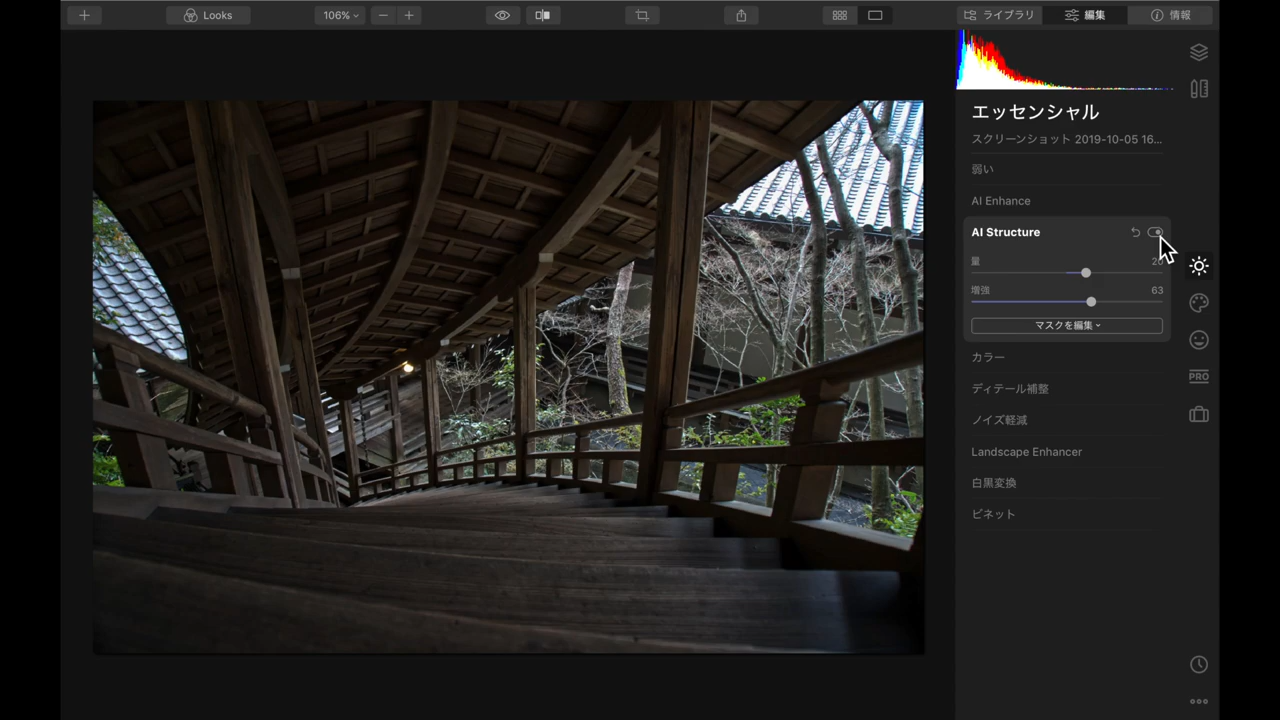 Looks
106%
ライブラリ
編集
情報
エッセンシャル
スクリーンショット 2019-10-05 16...
弱い
AI Enhance
AI Structure
量
増強 63
マスクを編集
カラー
ディテール補整
ノイズ軽減
Landscape Enhancer
白黒変換
ビネット
PRO